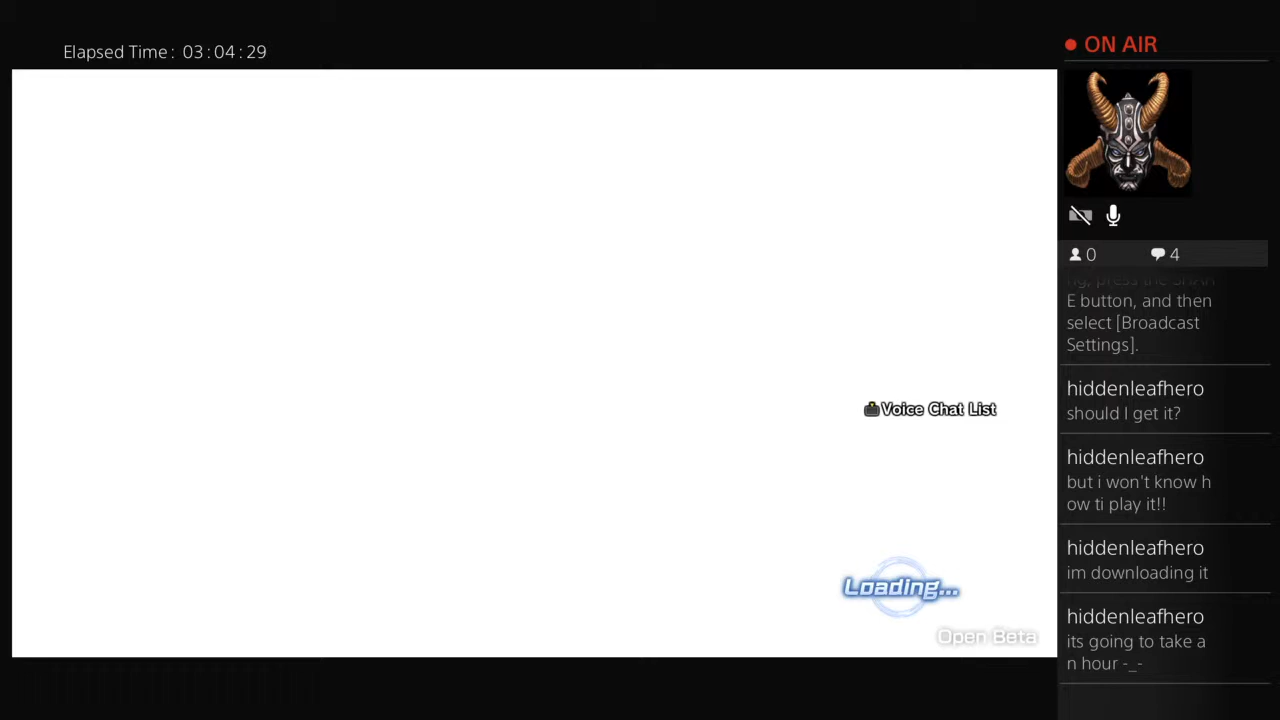 Elapsed Time: 03:04:29
ON AIR
0 4
E button, and then
select [Broadcast
Settings].
hiddenleafhero
should I get it?
hiddenleafhero
but i won't know h
ow ti play it!!
hiddenleafhero
im downloading it
hiddenleafhero
its going to take a
n hour -_-
Voice Chat List
Loading...
Open Beta